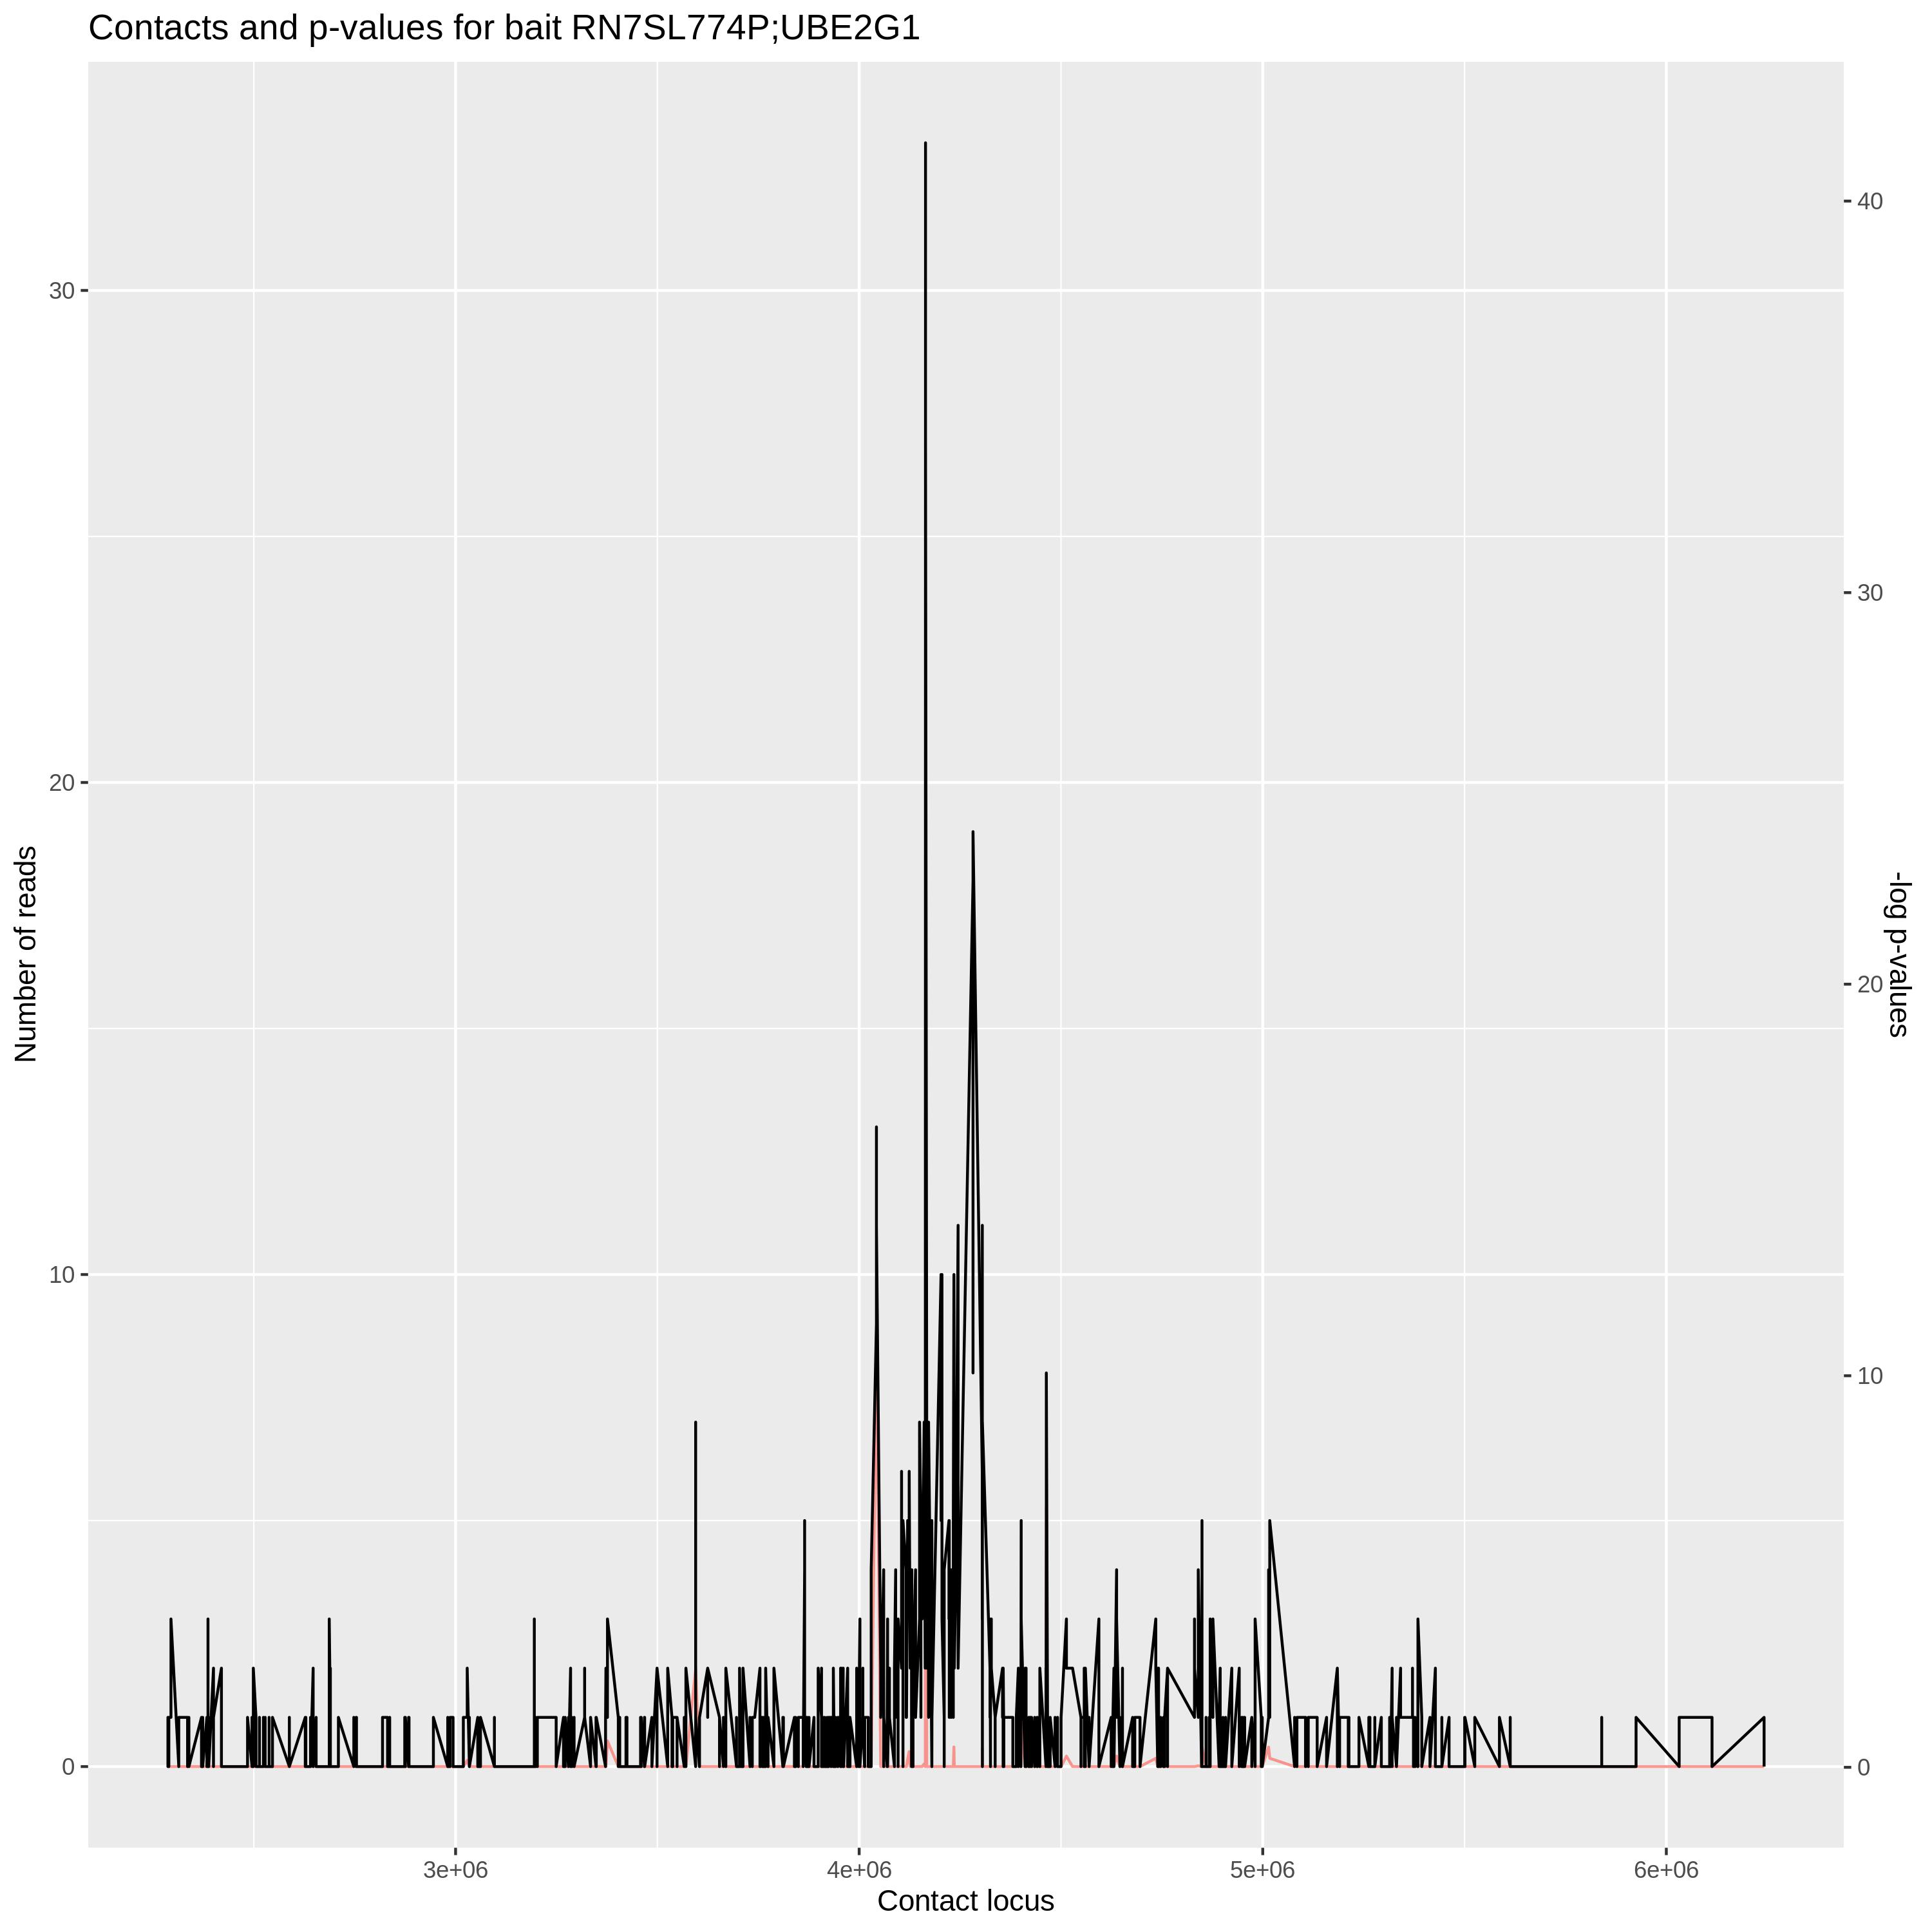 Contacts and p-values for bait RN7SL774P;UBE2G1
Number of reads
30
20
10
0
40
30
20
10
0
-log p-values
3e+06
4e+06
5e+06
6e+06
Contact locus